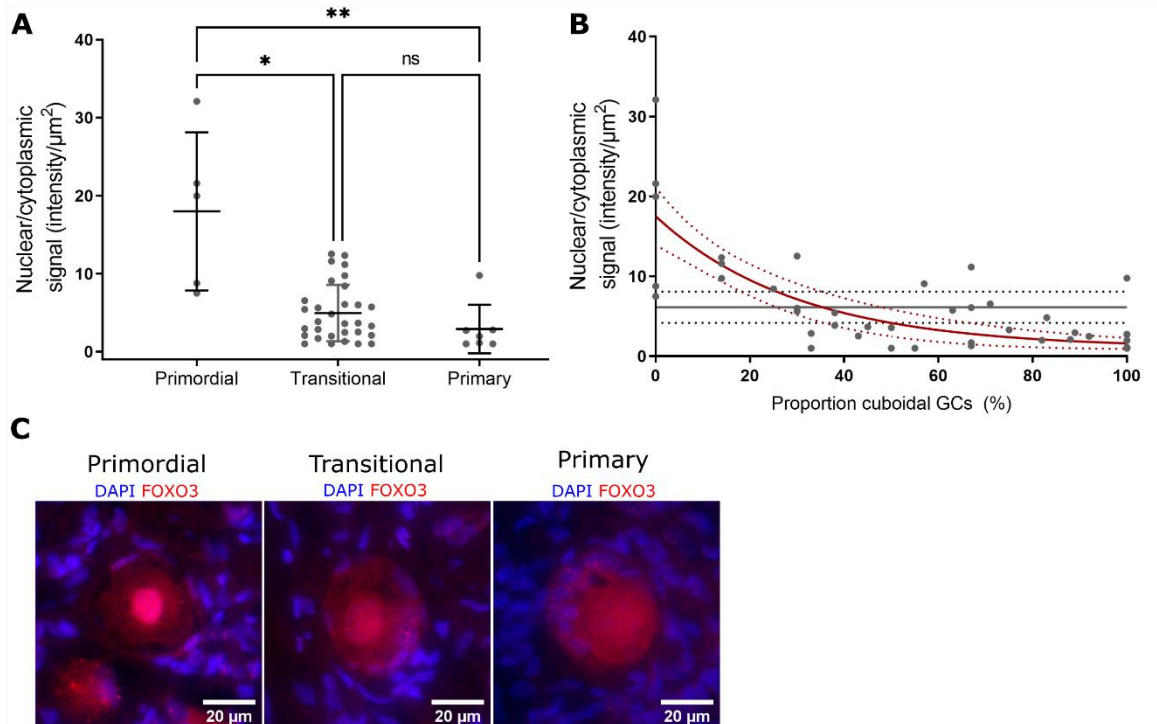 A
Nuclear/cytoplasmic
signal (intensity/µm²)
40
30
20
10
0
**
*
ns
Primordial Transitional Primary
B
Nuclear/cytoplasmic
signal (intensity/µm²)
40
30
20
10
0
0 20 40 60 80 100
Proportion cuboidal GCs (%)
C
Primordial Transitional Primary
DAPI FOXO3 DAPI FOXO3 DAPI FOXO3
20 µm 20 µm 20 µm